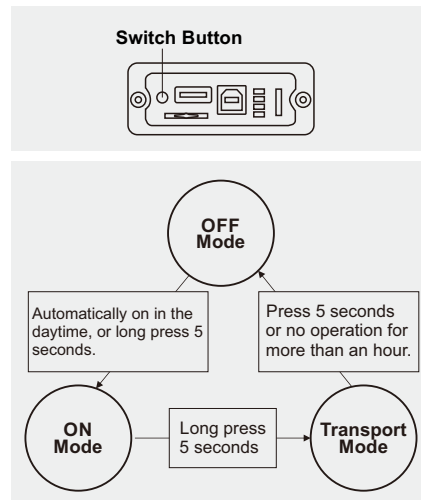 Switch Button
OFF
Mode
Automatically on in the
daytime, or long press 5
seconds.
Press 5 seconds
or no operation for
more than an hour.
ON
Mode
Long press
5 seconds
Transport
Mode